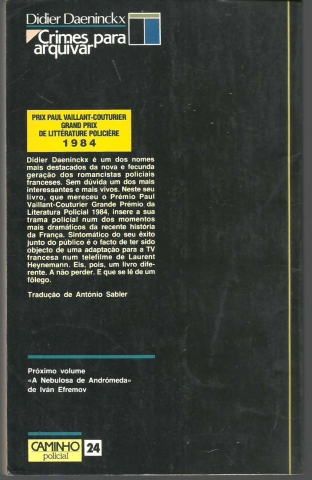 Didier Daeninckx
Crimes para
arquivar
PRIX PAUL VAILLANT-COUTURIER
GRAND PRIX
DE LITTÉRATURE POLICIÈRE
1984
Didier Daeninckx é um dos nomes
mais destacados da nova e fecunda
geração dos romancistas policiais
franceses. Sem dúvida um dos mais
interessantes e mais vivos. Neste seu
livro, que mereceu o Prémio Paul
Vaillant-Couturier Grande Prémio da
Literatura Policial 1984, insere a sua
trama policial num dos momentos
mais dramáticos da recente história
da França. Sintomático do seu êxito
junto do público é o facto de ter sido
objecto de uma adaptação para a TV
francesa num telefilme de Laurent
Heynemann. Eis, pois, um livro dife-
rente. A não perder. E que se lê de um
fôlego.
Tradução de António Sabler
Próximo volume
«A Nebulosa de Andrómeda»
de Iván Efremov
CAMINHO
policial
24